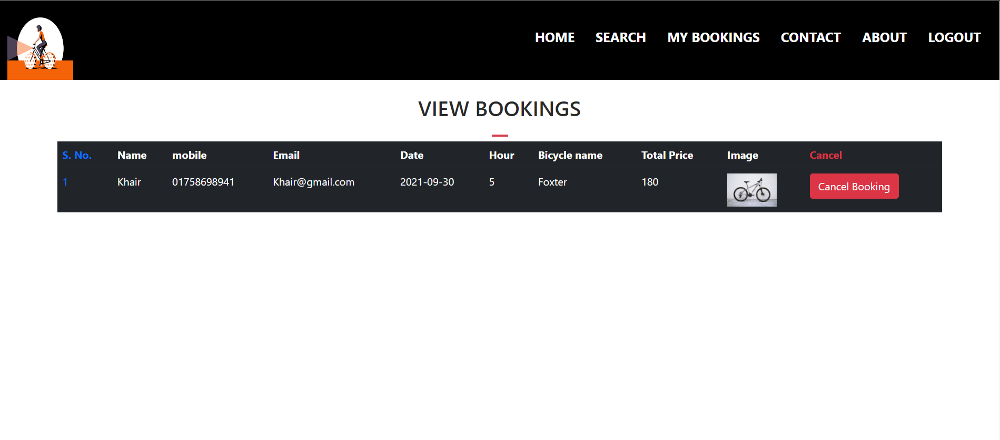 HOME SEARCH MY BOOKINGS CONTACT ABOUT LOGOUT
VIEW BOOKINGS
S. No. Name mobile Email Date Hour Bicycle name Total Price Image Cancel
1 Khair 01758698941 Khair@gmail.com 2021-09-30 5 Foxter 180 Cancel Booking